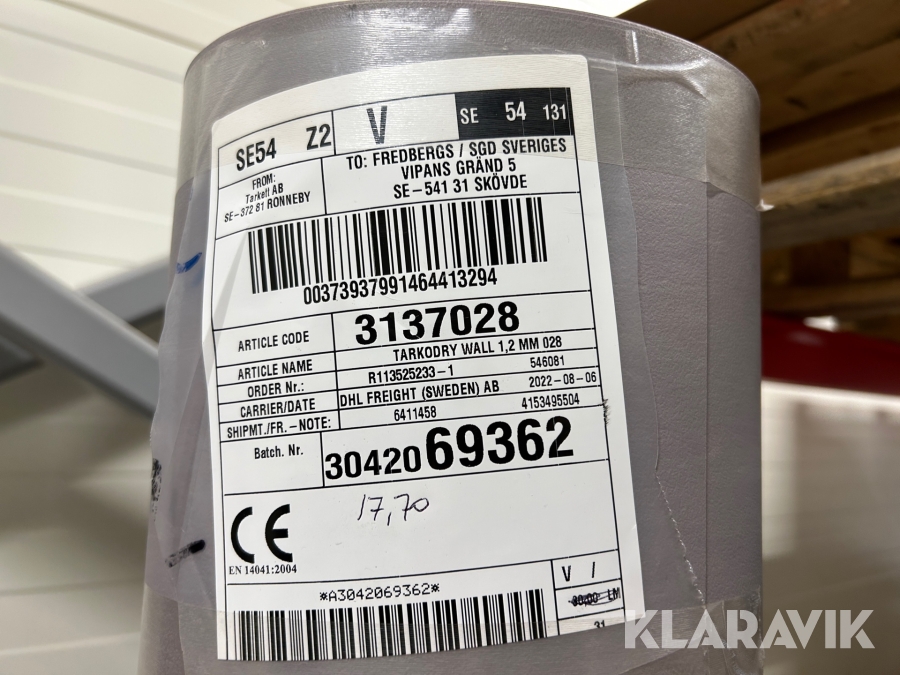 SE54 Z2 V SE 54 131
FROM:
Tarkett AB
SE-372 81 RONNEBY
TO: FREDBERGS / SGD SVERIGES
VIPANS GRÄND 5
SE-541 31 SKÖVDE
00373937991464413294
ARTICLE CODE 3137028
ARTICLE NAME TARKODRY WALL 1,2 MM 028
ORDER Nr.: R113525233-1 546081
CARRIER/DATE DHL FREIGHT (SWEDEN) AB 2022-08-06
SHIPMT./FR.-NOTE: 6411458 4153495504
Batch. Nr. 3042069362
17,70
CE
EN 14041:2004
*A3042069362*
V /
30,00 LM
31
KLARAVIK